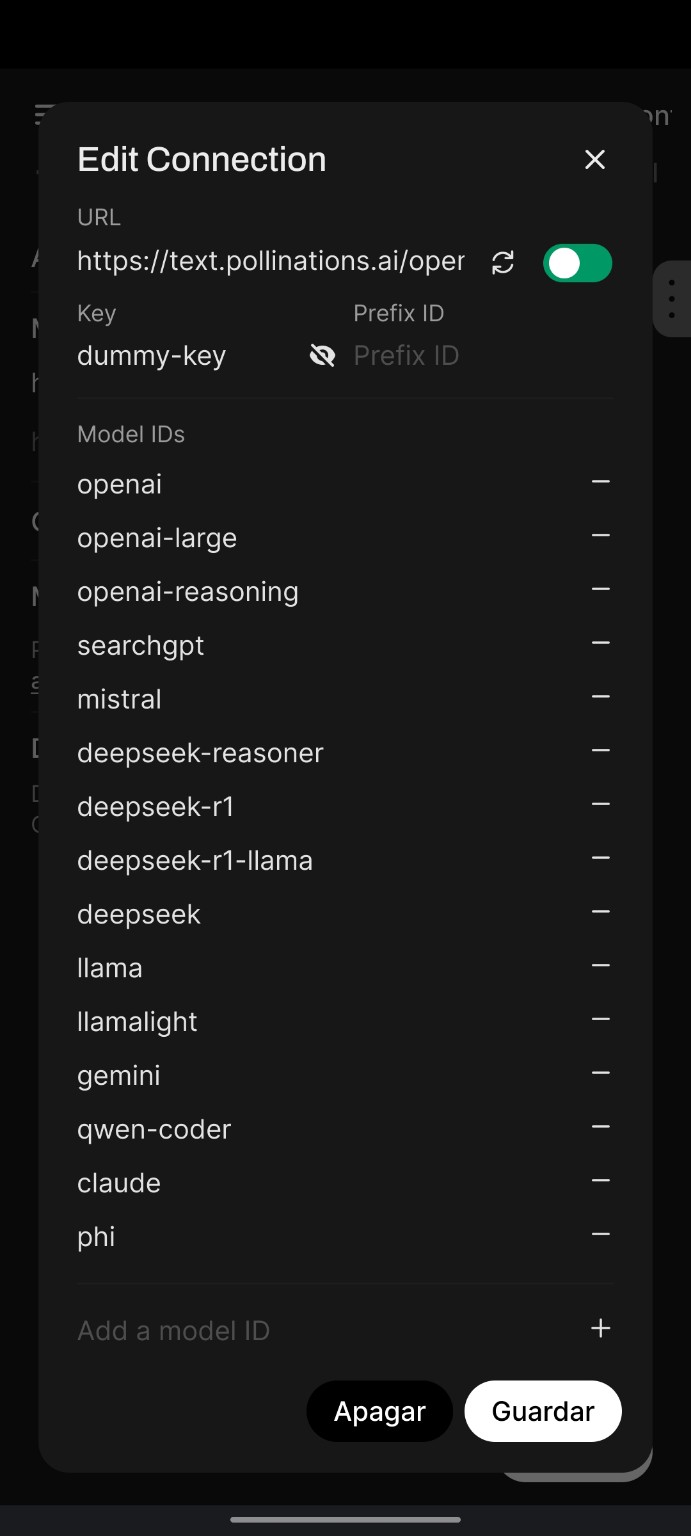 Edit Connection
URL
https://text.pollinations.ai/oper
Key Prefix ID
dummy-key Prefix ID
Model IDs
openai
openai-large
openai-reasoning
searchgpt
mistral
deepseek-reasoner
deepseek-r1
deepseek-r1-llama
deepseek
llama
llamalight
gemini
qwen-coder
claude
phi
Add a model ID
Apagar Guardar